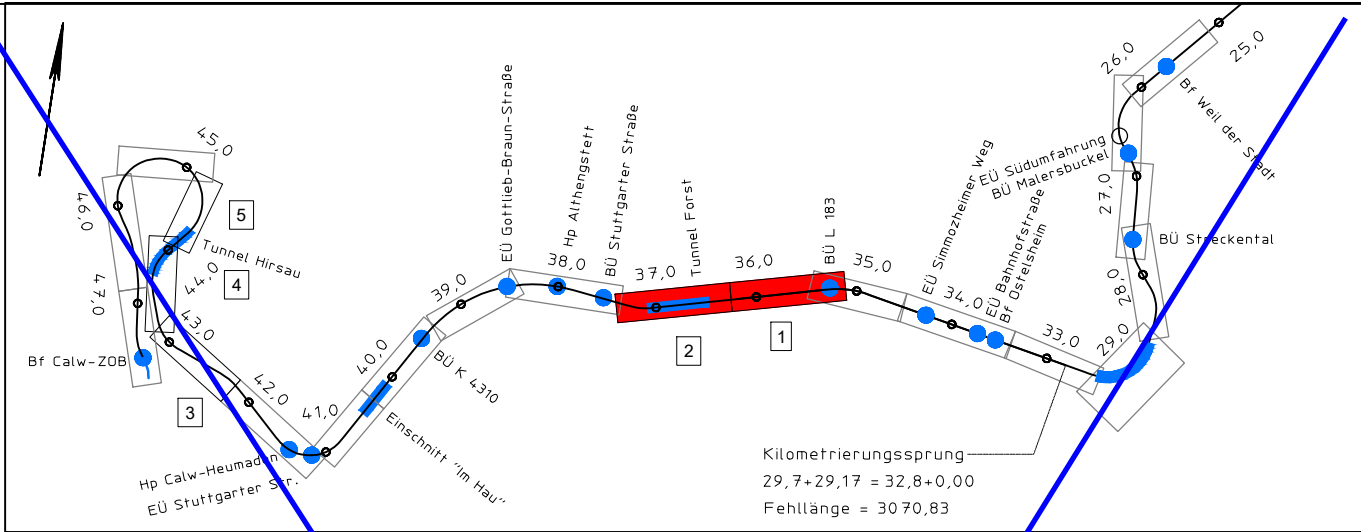 45,0
46,0
47,0
5
Tunnel Hirsau
4
44,0
43,0
Bf Calw-ZOB
3
42,0
41,0
Hp Calw-Heumaden
EÜ Stuttgarter Str.
40,0
Einschnitt "Im Hau"
BÜ K 4310
39,0
EÜ Gottlieb-Braun-Straße
38,0
Hp Althengstett
BÜ Stuttgarter Straße
37,0
Tunnel Forst
2
36,0
1
BÜ L 183
35,0
EÜ Simmozheimer Weg
34,0
EÜ Bahnhofstraße
Bf Ostelsheim
33,0
29,0
28,0
BÜ Streckental
27,0
EÜ Südumfahrung
BÜ Malersbuckel
26,0
Bf Weil der Stadt
25,0
Kilometrierungssprung
29,7+29,17 = 32,8+0,00
Fehllänge = 3070,83